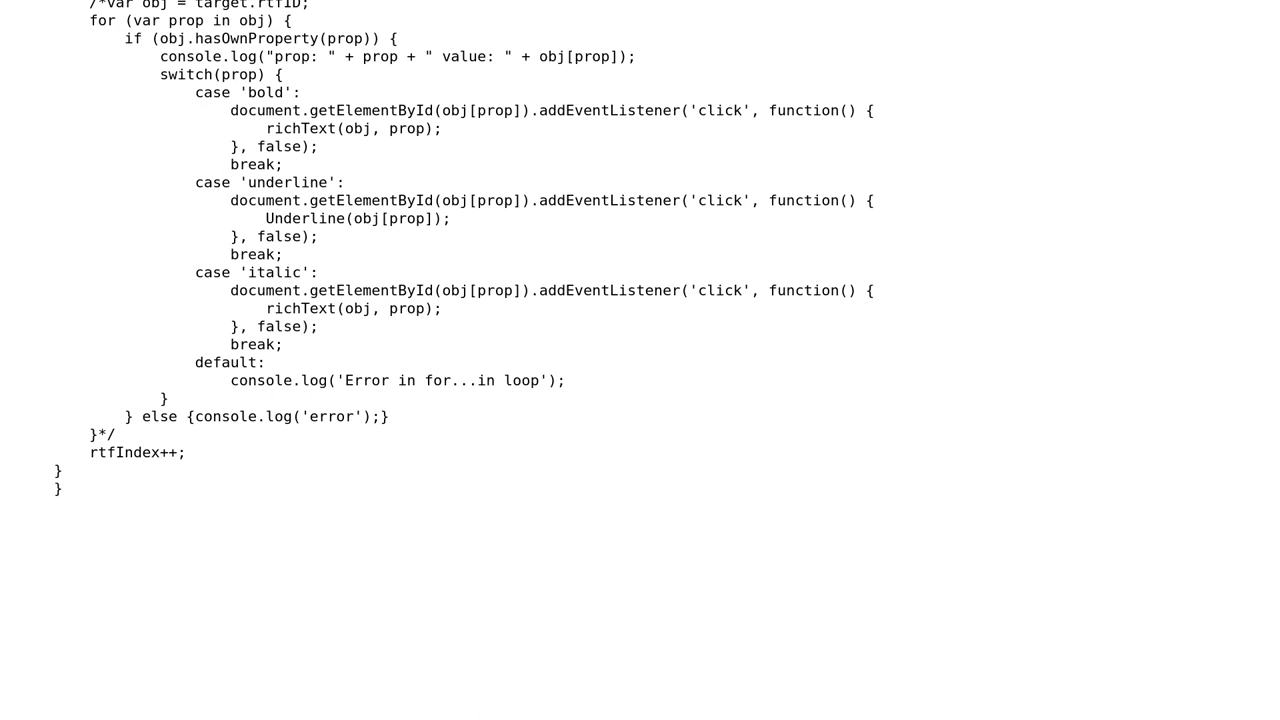 /*var obj = target.rtfID;
for (var prop in obj) {
if (obj.hasOwnProperty(prop)) {
console.log("prop: " + prop + " value: " + obj[prop]);
switch(prop) {
case 'bold':
document.getElementById(obj[prop]).addEventListener('click', function() {
richText(obj, prop);
}, false);
break;
case 'underline':
document.getElementById(obj[prop]).addEventListener('click', function() {
Underline(obj[prop]);
}, false);
break;
case 'italic':
document.getElementById(obj[prop]).addEventListener('click', function() {
richText(obj, prop);
}, false);
break;
default:
console.log('Error in for...in loop');
}
} else {console.log('error');}
}*/
rtfIndex++;
}
}